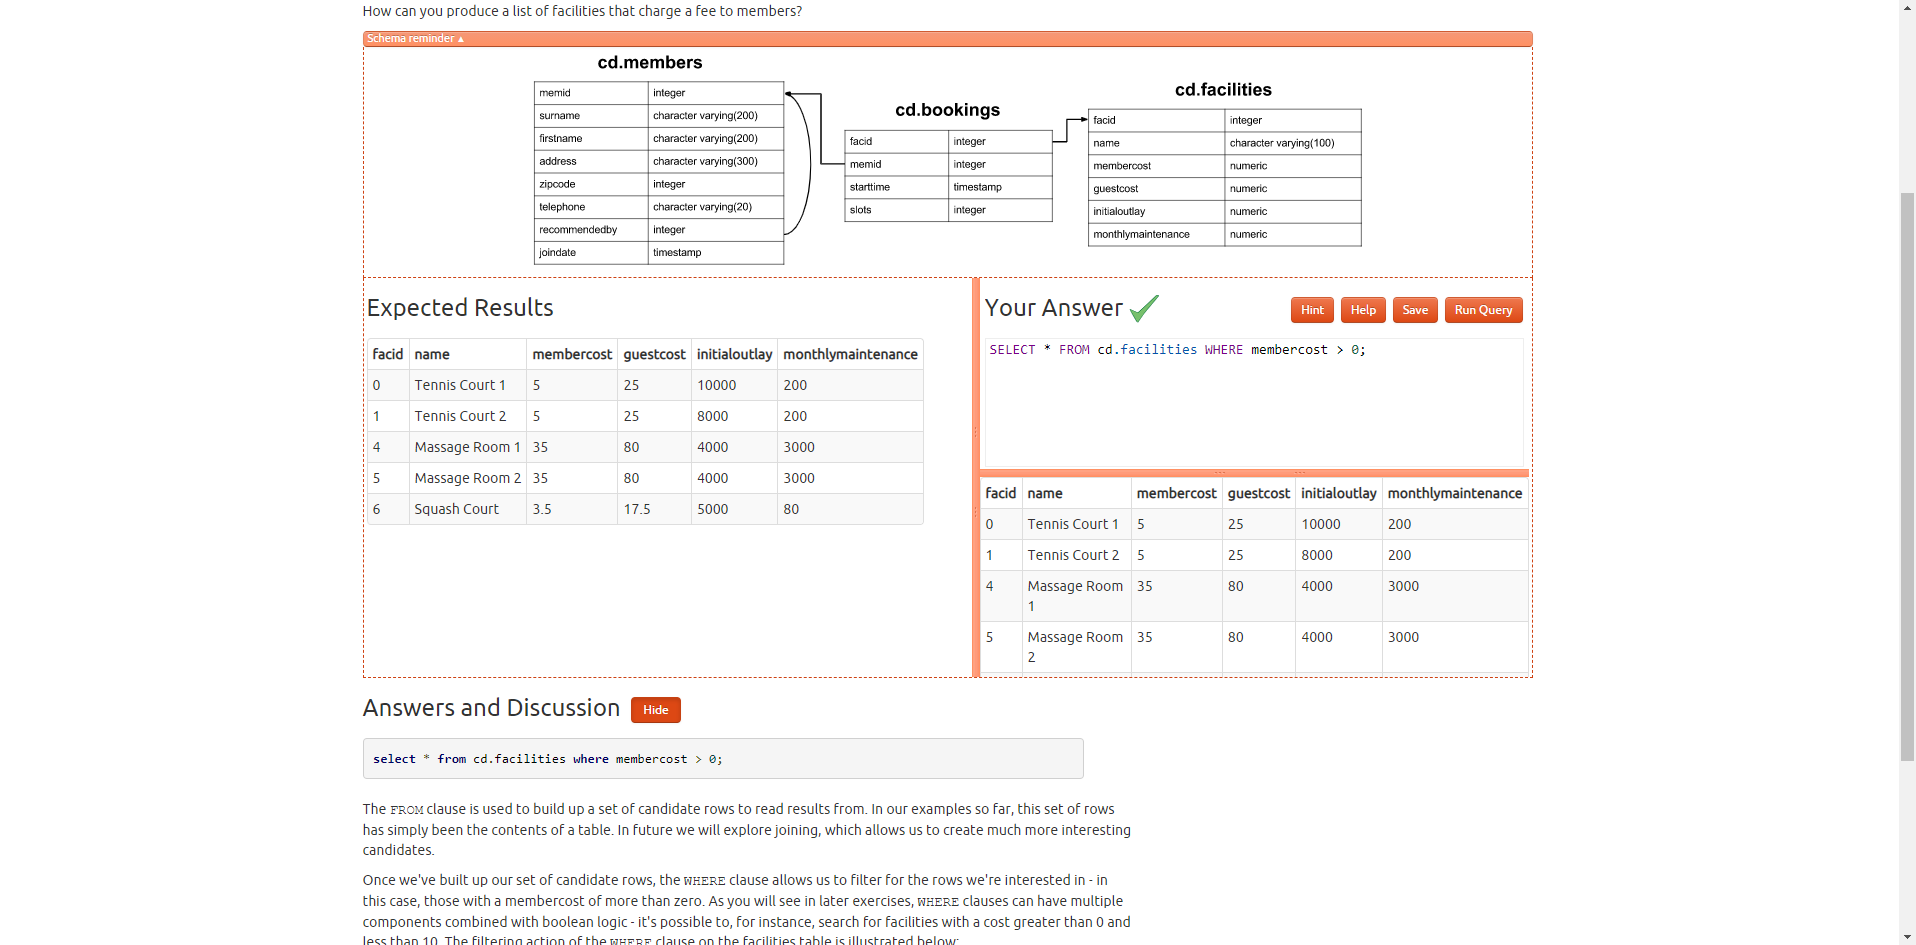 How can you produce a list of facilities that charge a fee to members?
Schema reminder ▴
cd.members
memid integer
surname character varying(200)
firstname character varying(200)
address character varying(300)
zipcode integer
telephone character varying(20)
recommendedby integer
joindate timestamp
cd.bookings
facid integer
memid integer
starttime timestamp
slots integer
cd.facilities
facid integer
name character varying(100)
membercost numeric
guestcost numeric
initialoutlay numeric
monthlymaintenance numeric
Expected Results
facid name membercost guestcost initialoutlay monthlymaintenance
0 Tennis Court 1 5 25 10000 200
1 Tennis Court 2 5 25 8000 200
4 Massage Room 1 35 80 4000 3000
5 Massage Room 2 35 80 4000 3000
6 Squash Court 3.5 17.5 5000 80
Your Answer
Hint Help Save Run Query
SELECT * FROM cd.facilities WHERE membercost > 0;
facid name membercost guestcost initialoutlay monthlymaintenance
0 Tennis Court 1 5 25 10000 200
1 Tennis Court 2 5 25 8000 200
4 Massage Room 35 80 4000 3000
1
5 Massage Room 35 80 4000 3000
2
Answers and Discussion Hide
select * from cd.facilities where membercost > 0;
The FROM clause is used to build up a set of candidate rows to read results from. In our examples so far, this set of rows
has simply been the contents of a table. In future we will explore joining, which allows us to create much more interesting
candidates.
Once we've built up our set of candidate rows, the WHERE clause allows us to filter for the rows we're interested in - in
this case, those with a membercost of more than zero. As you will see in later exercises, WHERE clauses can have multiple
components combined with boolean logic - it's possible to, for instance, search for facilities with a cost greater than 0 and
less than 10. The filtering action of the WHERE clause on the facilities table is illustrated below: